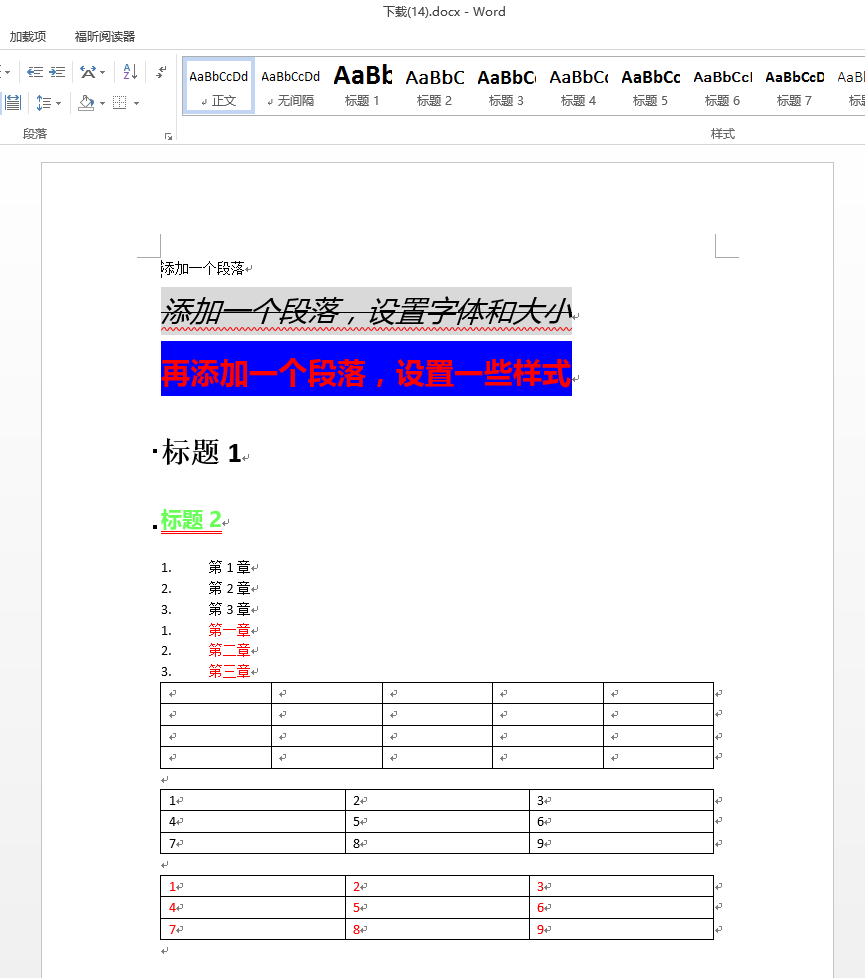 下载(14).docx - Word
加载项 福昕阅读器
AaBbCcDd AaBbCcDd AaBb AaBbC AaBbC AaBbCc AaBbCc AaBbCcI AaBbCcD AaBl
正文 无间隔 标题 1 标题 2 标题 3 标题 4 标题 5 标题 6 标题 7
段落 样式
添加一个段落
添加一个段落，设置字体和大小
再添加一个段落，设置一些样式
标题 1
标题 2
1. 第 1 章
2. 第 2 章
3. 第 3 章
1. 第一章
2. 第二章
3. 第三章
1 2 3
4 5 6
7 8 9
1 2 3
4 5 6
7 8 9